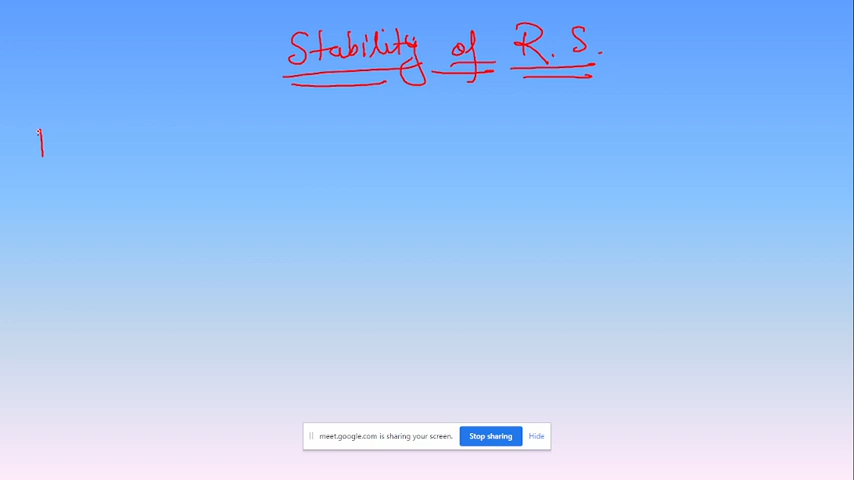 Stability of R. S.
meet.google.com is sharing your screen. Stop sharing Hide